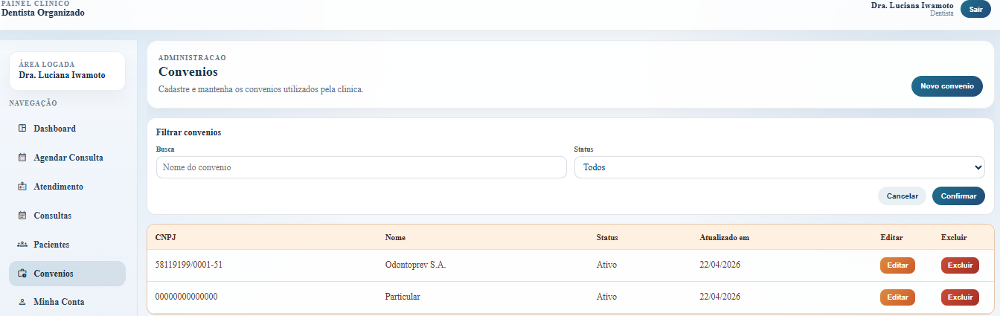 PAINEL CLINICO
Dentista Organizado
Dra. Luciana Iwamoto
Dentista
Sair
ÁREA LOGADA
Dra. Luciana Iwamoto
NAVEGAÇÃO
Dashboard
Agendar Consulta
Atendimento
Consultas
Pacientes
Convenios
Minha Conta
ADMINISTRACAO
Convenios
Cadastre e mantenha os convenios utilizados pela clinica.
Novo convenio
Filtrar convenios
Busca
Nome do convenio
Status
Todos
Cancelar
Confirmar
CNPJ Nome Status Atualizado em Editar Excluir
58119199/0001-51 Odontoprev S.A. Ativo 22/04/2026 Editar Excluir
00000000000000 Particular Ativo 22/04/2026 Editar Excluir